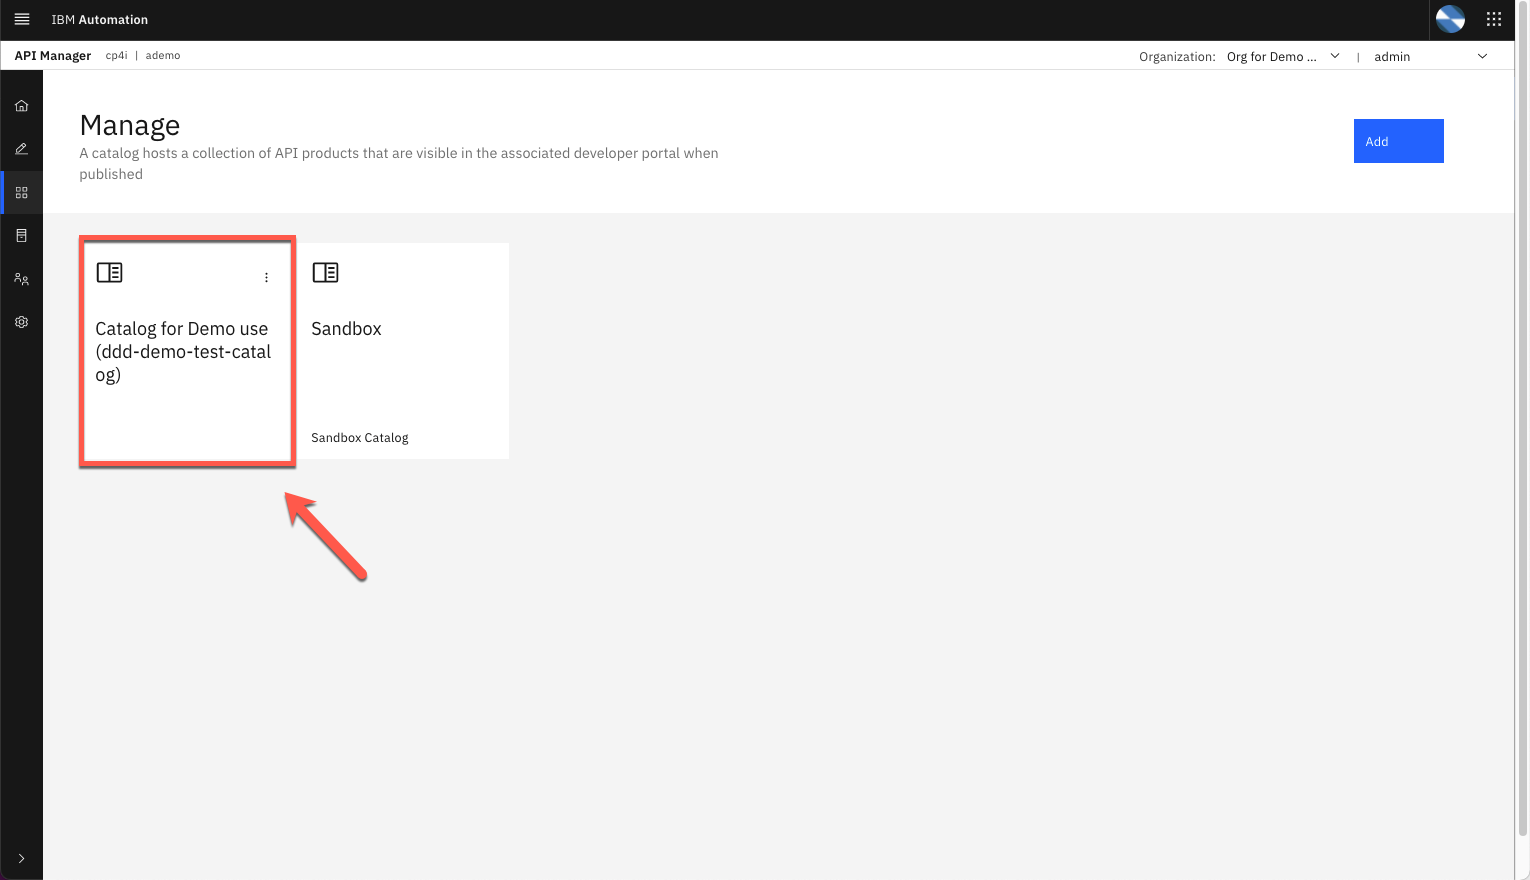 IBM Automation
API Manager cp4i | ademo
Organization: Org for Demo ... | admin
Manage
A catalog hosts a collection of API products that are visible in the associated developer portal when
published
Add
Catalog for Demo use
(ddd-demo-test-catal
og)
Sandbox
Sandbox Catalog